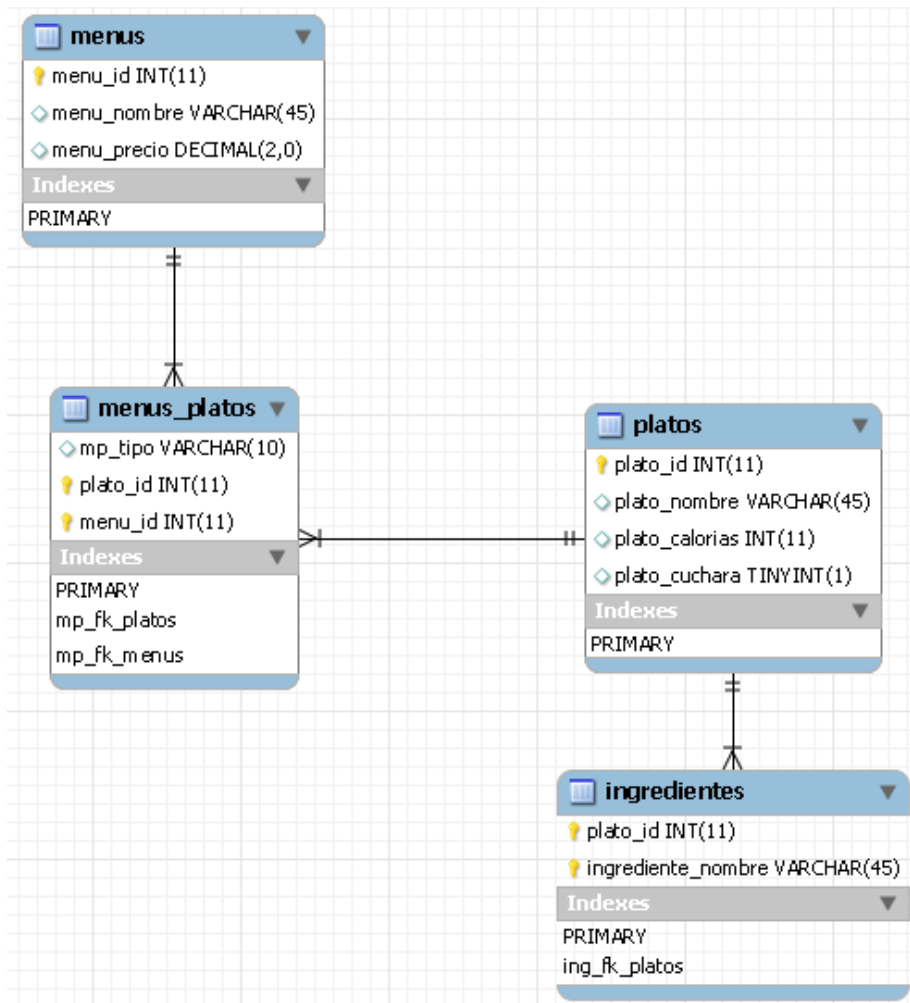 menus
menu_id INT(11)
menu_nombre VARCHAR(45)
menu_precio DECIMAL(2,0)
Indexes
PRIMARY
menus_platos
mp_tipo VARCHAR(10)
plato_id INT(11)
menu_id INT(11)
Indexes
PRIMARY
mp_fk_platos
mp_fk_menus
platos
plato_id INT(11)
plato_nombre VARCHAR(45)
plato_calorias INT(11)
plato_cuchara TINYINT(1)
Indexes
PRIMARY
ingredientes
plato_id INT(11)
ingrediente_nombre VARCHAR(45)
Indexes
PRIMARY
ing_fk_platos